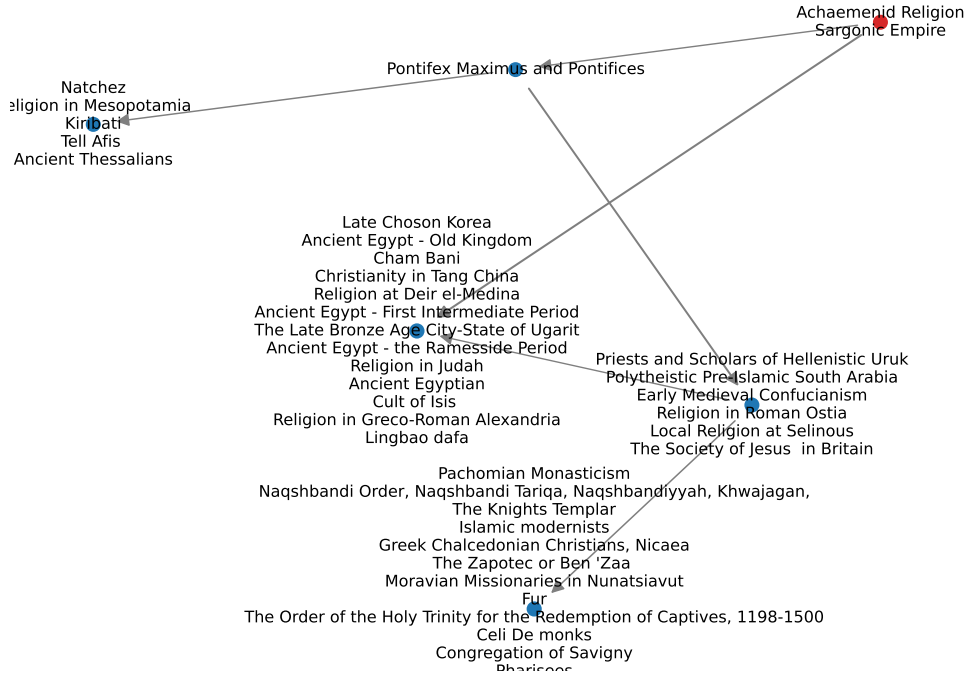 Achaemenid Religion
Sargonic Empire
Pontifex Maximus and Pontifices
Natchez
eligion in Mesopotamia
Kiribati
Tell Afis
Ancient Thessalians
Late Choson Korea
Ancient Egypt - Old Kingdom
Cham Bani
Christianity in Tang China
Religion at Deir el-Medina
Ancient Egypt - First Intermediate Period
The Late Bronze Age City-State of Ugarit
Ancient Egypt - the Ramesside Period
Religion in Judah
Ancient Egyptian
Cult of Isis
Religion in Greco-Roman Alexandria
Lingbao dafa
Priests and Scholars of Hellenistic Uruk
Polytheistic Pre-Islamic South Arabia
Early Medieval Confucianism
Religion in Roman Ostia
Local Religion at Selinous
The Society of Jesus  in Britain
Pachomian Monasticism
Naqshbandi Order, Naqshbandi Tariqa, Naqshbandiyyah, Khwajagan,
The Knights Templar
Islamic modernists
Greek Chalcedonian Christians, Nicaea
The Zapotec or Ben 'Zaa
Moravian Missionaries in Nunatsiavut
Fur
The Order of the Holy Trinity for the Redemption of Captives, 1198-1500
Celi De monks
Congregation of Savigny
Pharisees